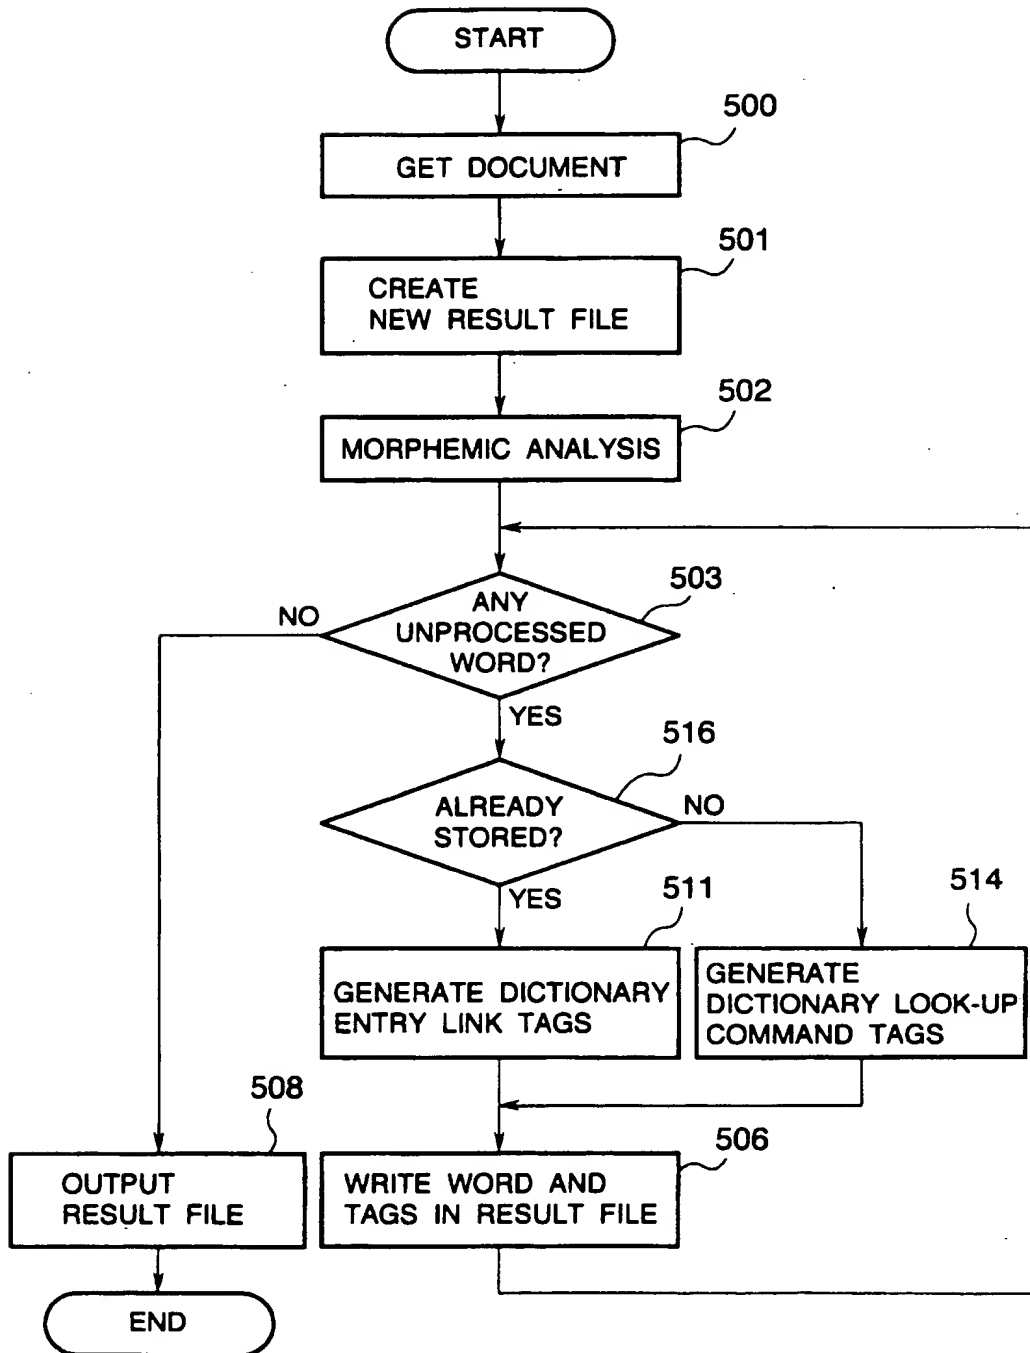 START
500
GET DOCUMENT
501
CREATE
NEW RESULT FILE
502
MORPHEMIC ANALYSIS
503
NO
ANY
UNPROCESSED
WORD?
YES
516
NO
ALREADY
STORED?
YES
511
514
GENERATE DICTIONARY
ENTRY LINK TAGS
GENERATE
DICTIONARY LOOK-UP
COMMAND TAGS
508
506
OUTPUT
RESULT FILE
WRITE WORD AND
TAGS IN RESULT FILE
END